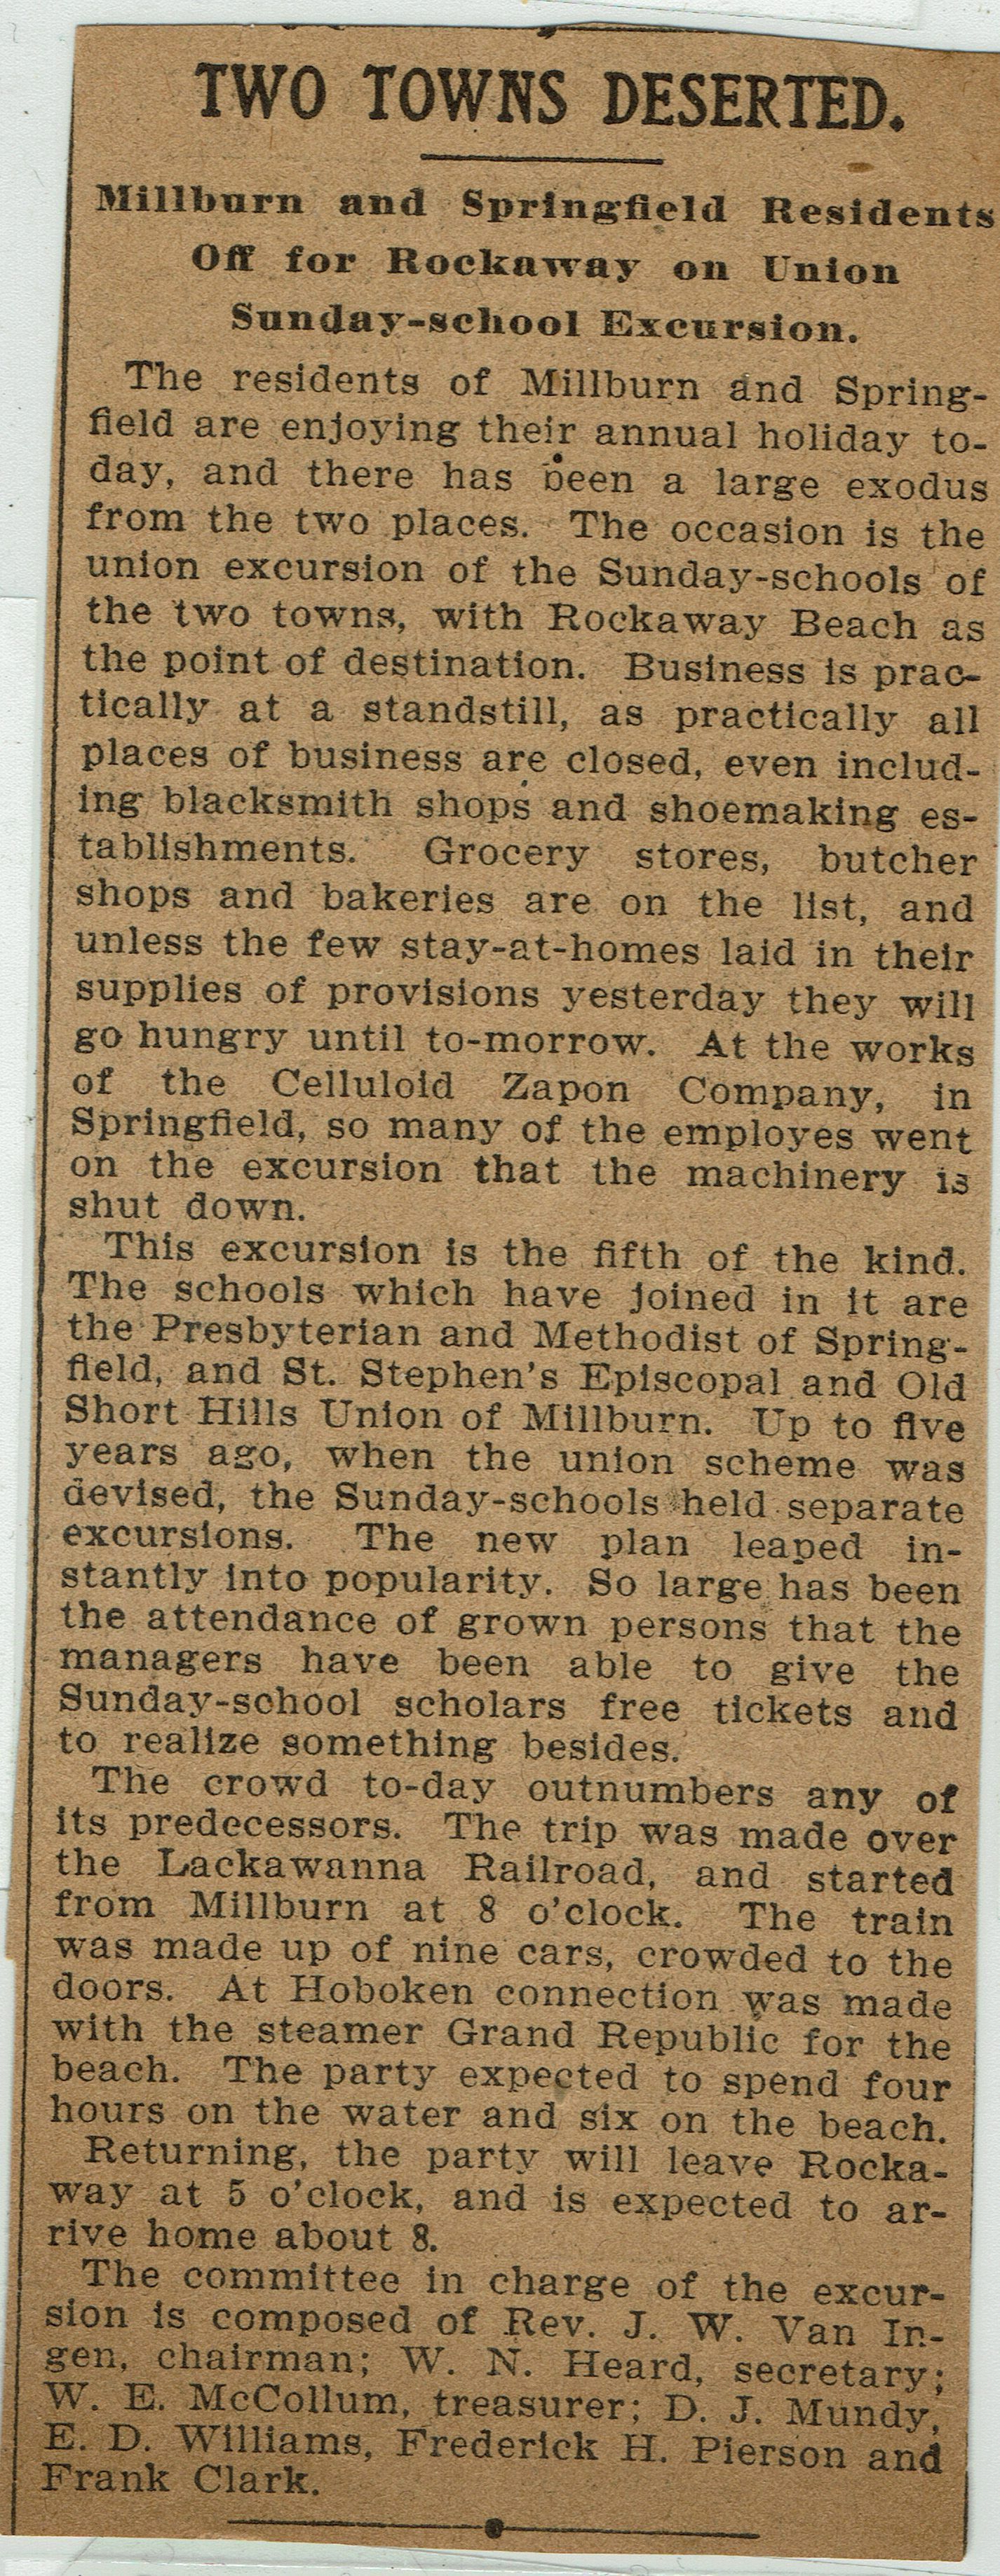 TWO TOWNS DESERTED.
Millburn and Springfield Residents
Off for Rockaway on Union
Sunday-school Excursion.
The residents of Millburn and Spring-
field are enjoying their annual holiday to-
day, and there has been a large exodus
from the two places. The occasion is the
union excursion of the Sunday-schools of
the two towns, with Rockaway Beach as
the point of destination. Business is prac-
tically at a standstill, as practically all
places of business are closed, even includ-
ing blacksmith shops and shoemaking es-
tablishments. Grocery stores, butcher
shops and bakeries are on the list, and
unless the few stay-at-homes laid in their
supplies of provisions yesterday they will
go hungry until to-morrow. At the works
of the Celluloid Zapon Company, in
Springfield, so many of the employes went
on the excursion that the machinery is
shut down.
This excursion is the fifth of the kind.
The schools which have joined in it are
the Presbyterian and Methodist of Spring-
field, and St. Stephen's Episcopal and Old
Short Hills Union of Millburn. Up to five
years ago, when the union scheme was
devised, the Sunday-schools held separate
excursions. The new plan leaped in-
stantly into popularity. So large has been
the attendance of grown persons that the
managers have been able to give the
Sunday-school scholars free tickets and
to realize something besides.
The crowd to-day outnumbers any of
its predecessors. The trip was made over
the Lackawanna Railroad, and started
from Millburn at 8 o'clock. The train
was made up of nine cars, crowded to the
doors. At Hoboken connection was made
with the steamer Grand Republic for the
beach. The party expected to spend four
hours on the water and six on the beach.
Returning, the party will leave Rocka-
way at 5 o'clock, and is expected to ar-
rive home about 8.
The committee in charge of the excur-
sion is composed of Rev. J. W. Van In-
gen, chairman; W. N. Heard, secretary;
W. E. McCollum, treasurer; D. J. Mundy,
E. D. Williams, Frederick H. Pierson and
Frank Clark.